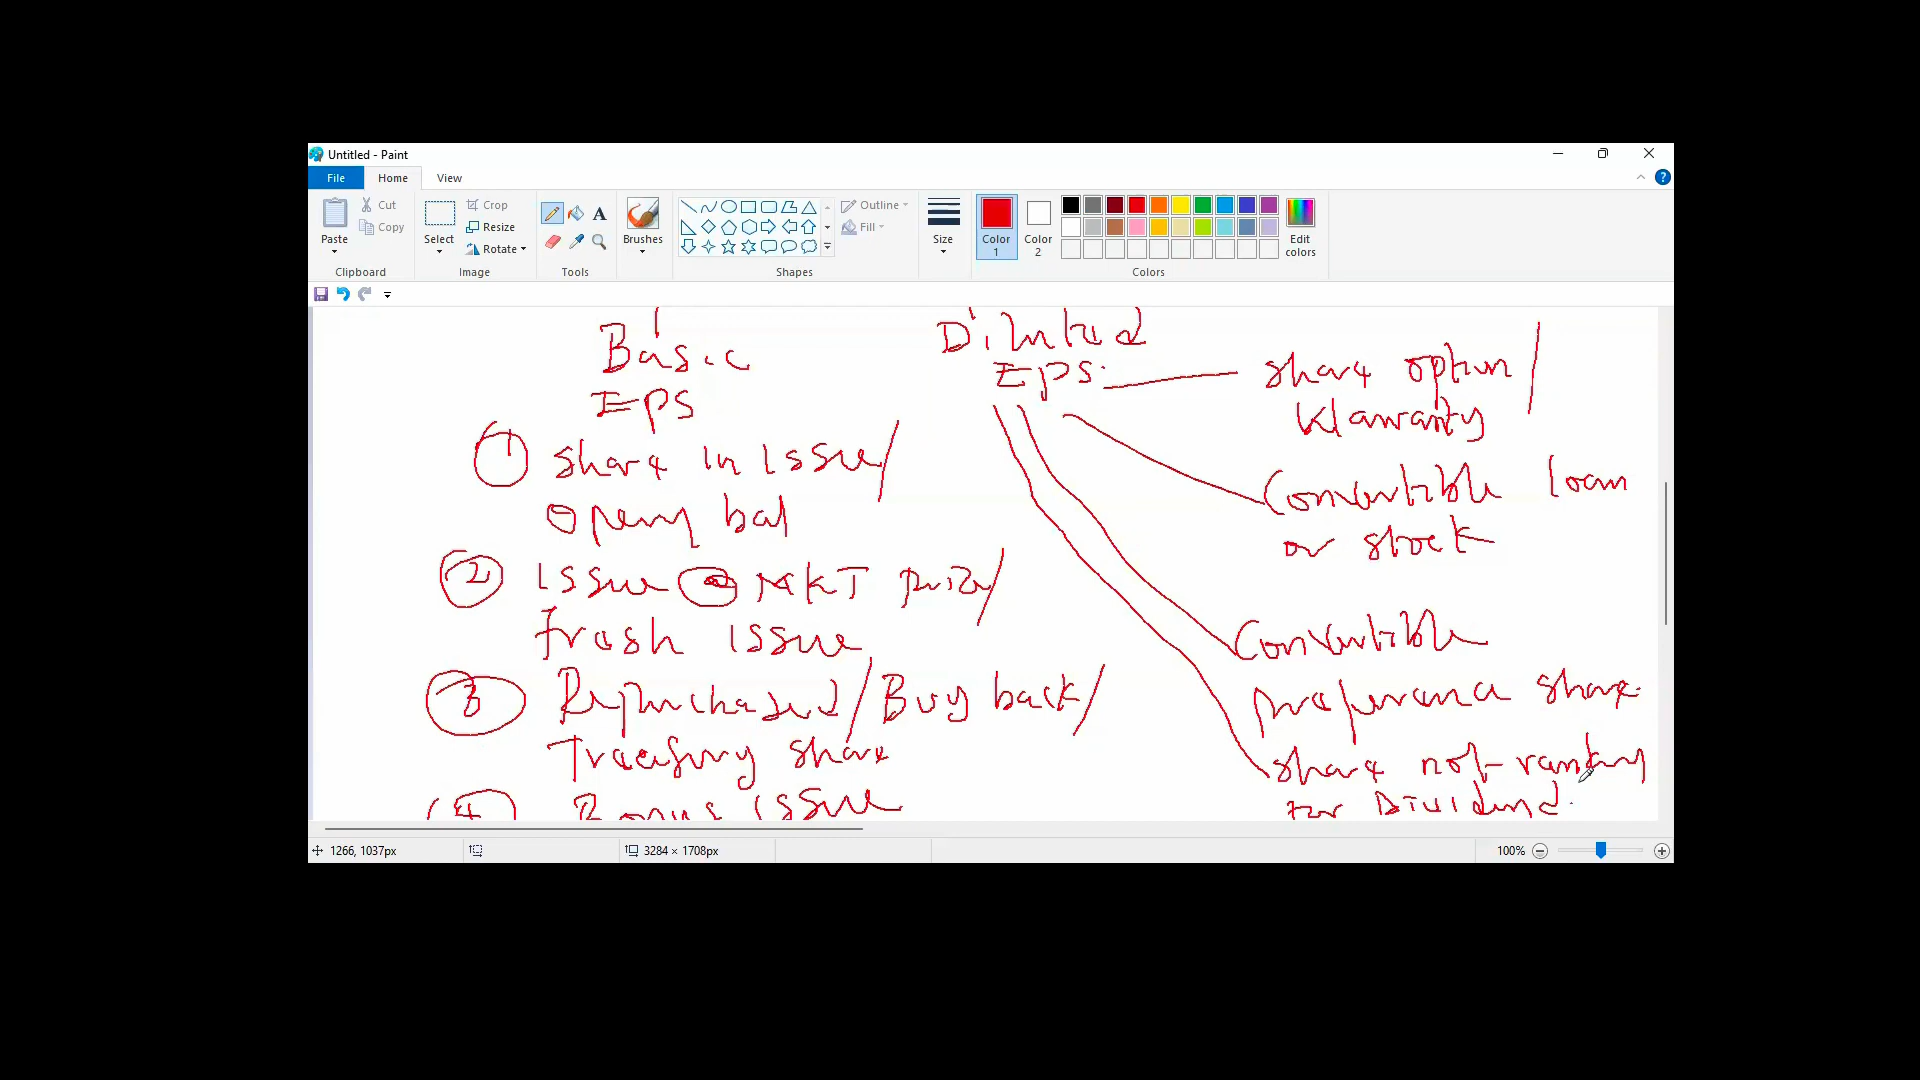 Untitled - Paint
File Home View
Paste Cut Copy
Select Crop Resize Rotate
Brushes
Outline Fill
Size
Color 1 Color 2
Edit colors
Clipboard Image Tools Shapes Colors
Basic
EPS
① share in issue/
opening bal
② issue @ MKT price/
fresh issue
③ Repurchased/Buy back/
Treasury share
④ Bonus issue
Diluted
EPS.
share option/
Convertible loan
or stock
Convertible
preference share.
share not ranking
for Dividend.
1266, 1037px 3284 × 1708px 100%